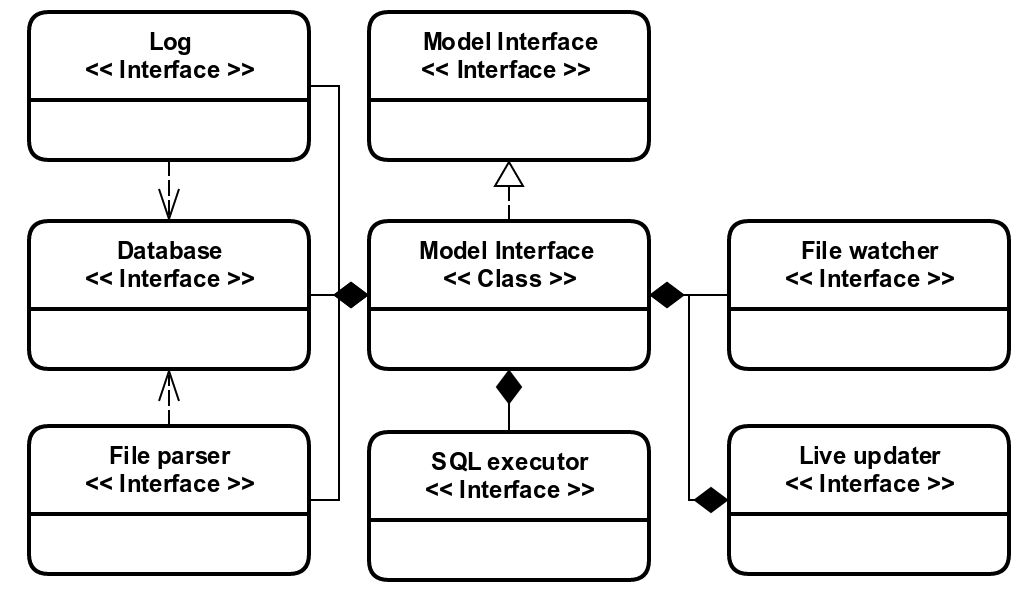 Log
<< Interface >>
Model Interface
<< Interface >>
Database
<< Interface >>
Model Interface
<< Class >>
File watcher
<< Interface >>
File parser
<< Interface >>
SQL executor
<< Interface >>
Live updater
<< Interface >>